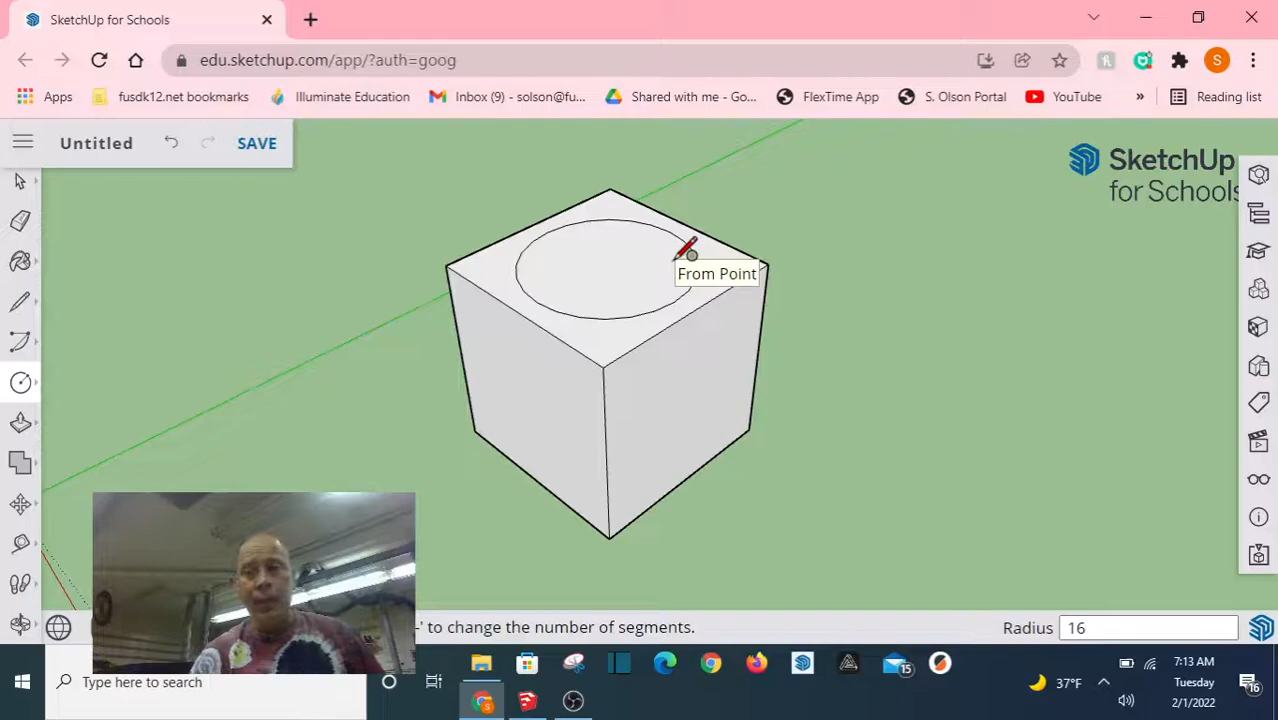 SketchUp for Schools
edu.sketchup.com/app/?auth=goog
S
Apps
fusdk12.net bookmarks
Illuminate Education
Inbox (9) - solson@fu...
Shared with me - Go...
FlexTime App
S. Olson Portal
YouTube
»
Reading list
Untitled
SAVE
SketchUp
for Schools
From Point
-' to change the number of segments.
Radius
16
Type here to search
15
37°F
7:13 AM
Tuesday
2/1/2022
16